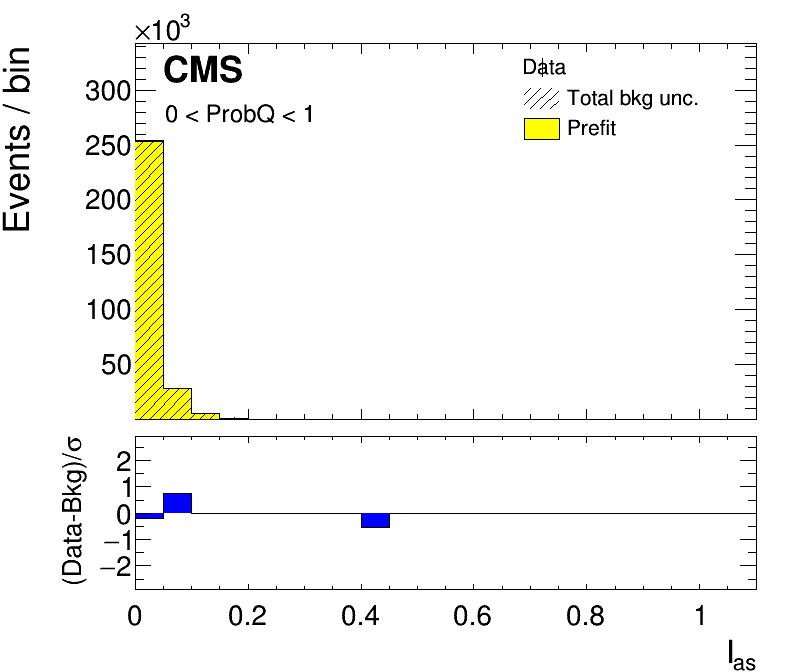 ×10³
CMS
Data
0 < ProbQ < 1
Total bkg unc.
Prefit
Events / bin
300
250
200
150
100
50
(Data-Bkg)/σ
2
1
0
−1
−2
0 0.2 0.4 0.6 0.8 1
I_as